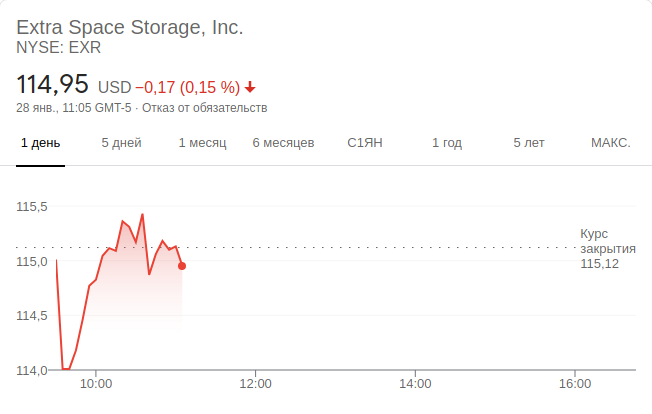 Extra Space Storage, Inc.
NYSE: EXR
114,95 USD −0,17 (0,15 %)
28 янв., 11:05 GMT-5 · Отказ от обязательств
1 день 5 дней 1 месяц 6 месяцев С1ЯН 1 год 5 лет МАКС.
115,5
115,0
114,5
114,0
Курс
закрытия
115,12
10:00 12:00 14:00 16:00